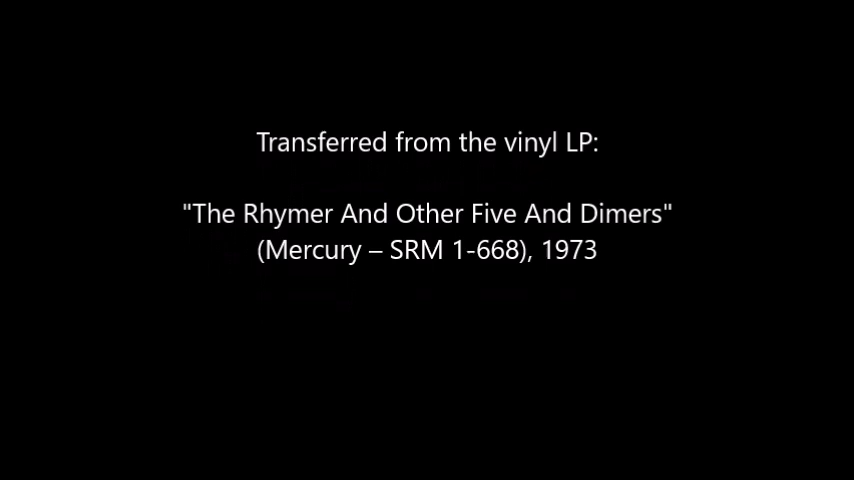 Transferred from the vinyl LP:
"The Rhymer And Other Five And Dimers"
(Mercury – SRM 1-668), 1973